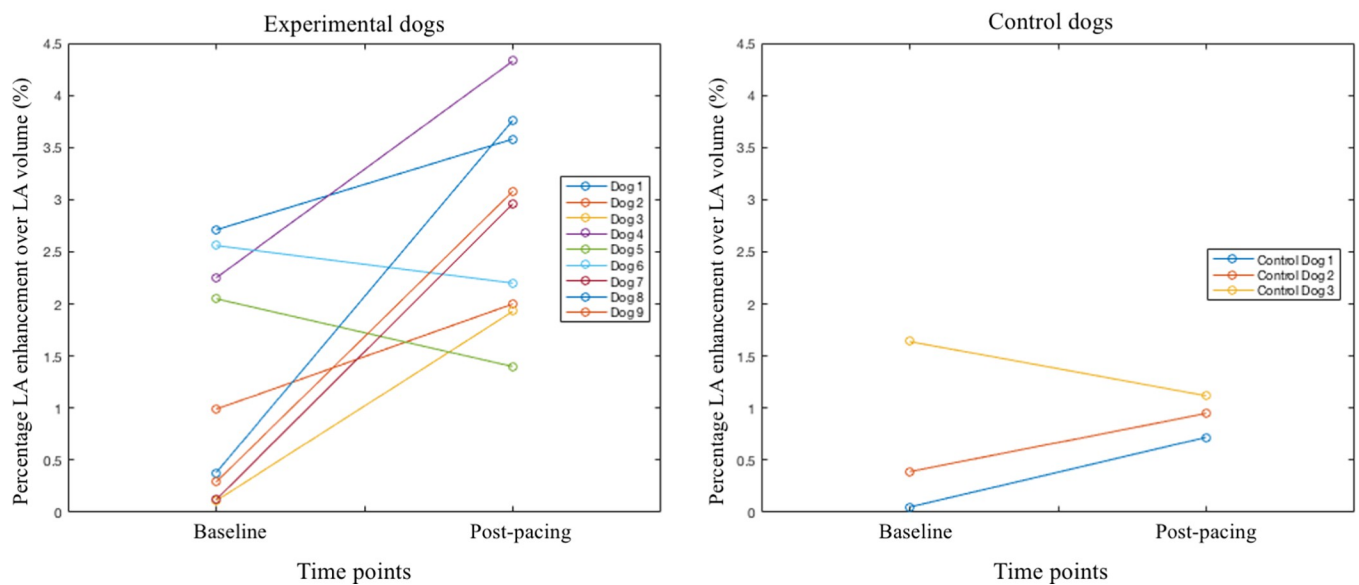 Experimental dogs
Percentage LA enhancement over LA volume (%)
4.5
4
3.5
3
2.5
2
1.5
1
0.5
0
Dog 1
Dog 2
Dog 3
Dog 4
Dog 5
Dog 6
Dog 7
Dog 8
Dog 9
Baseline
Post-pacing
Time points
Control dogs
Percentage LA enhancement over LA volume (%)
4.5
4
3.5
3
2.5
2
1.5
1
0.5
0
Control Dog 1
Control Dog 2
Control Dog 3
Baseline
Post-pacing
Time points